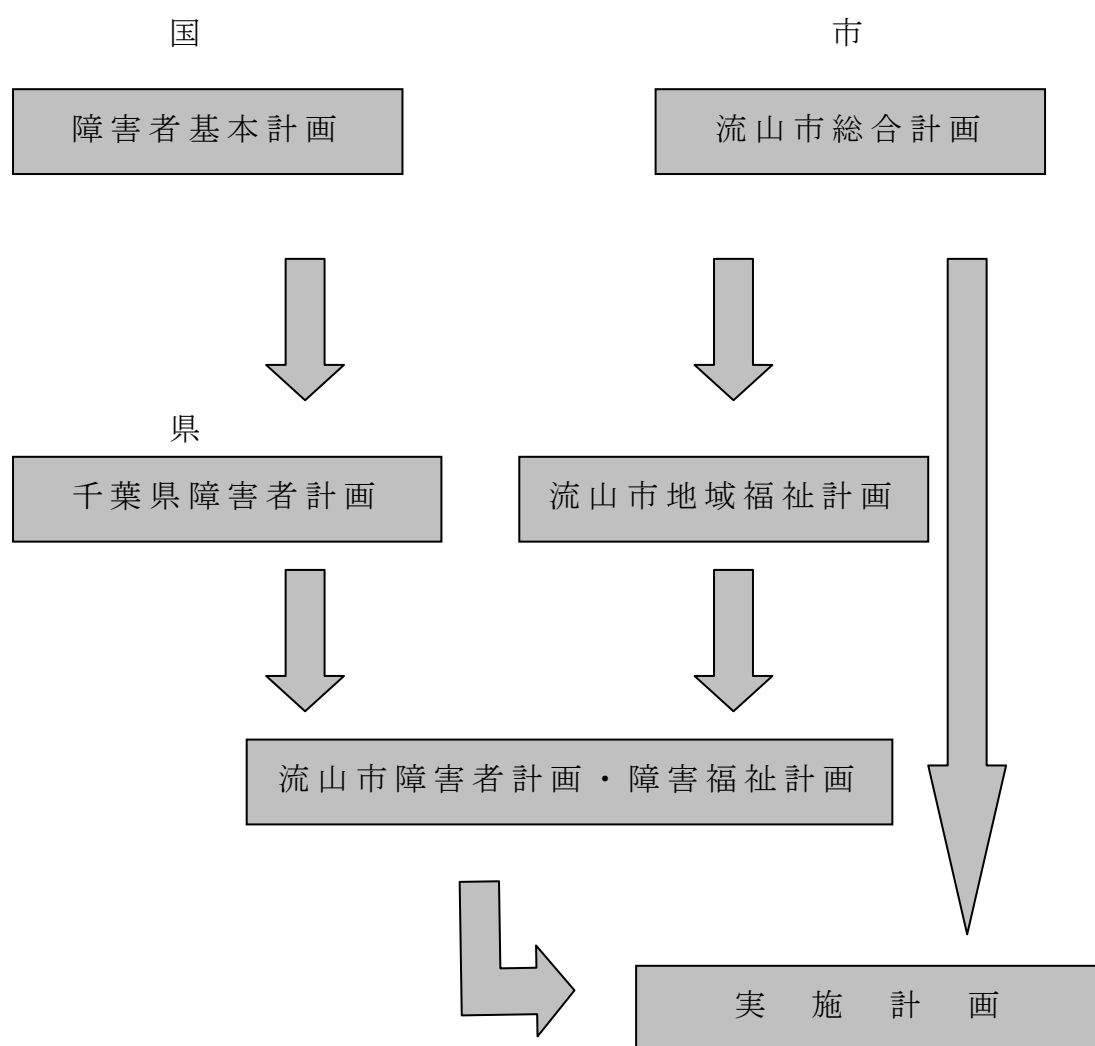 国
市
障害者基本計画
流山市総合計画
県
千葉県障害者計画
流山市地域福祉計画
流山市障害者計画・障害福祉計画
実施計画